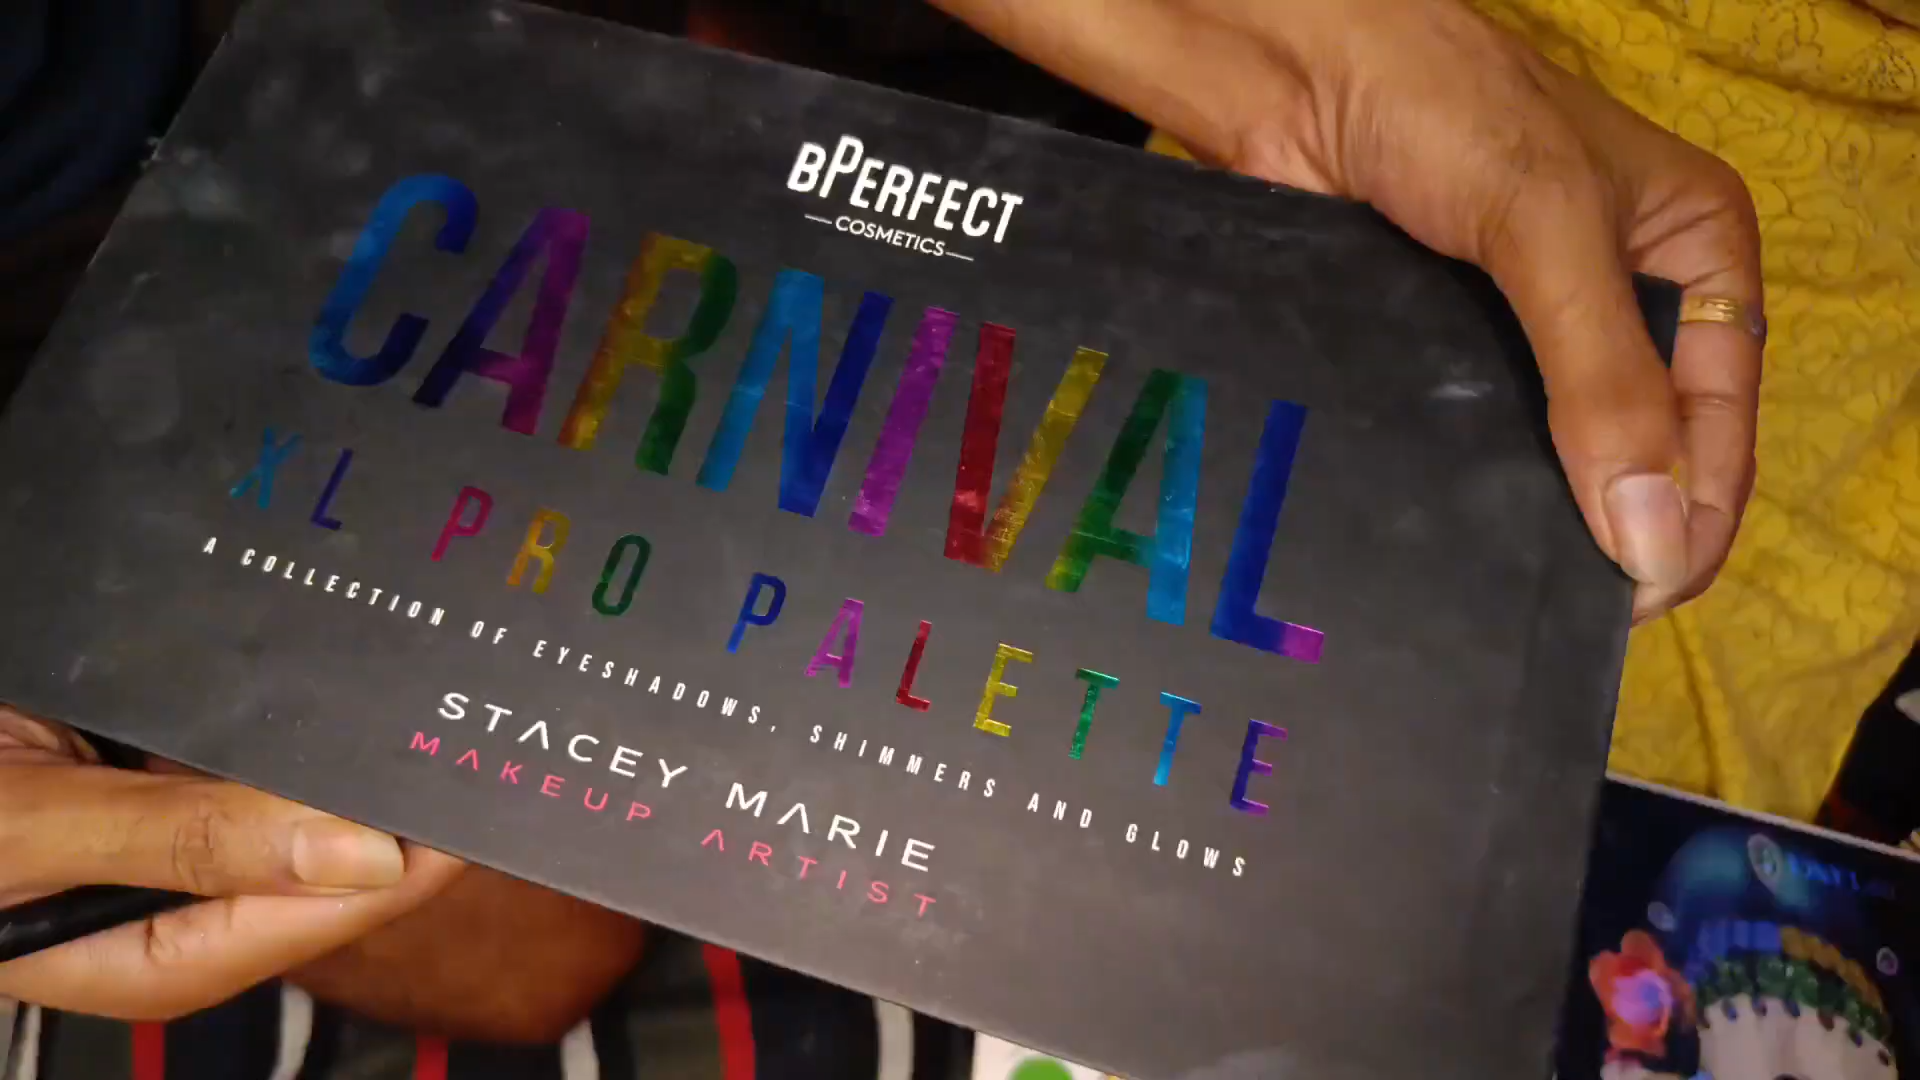 BPERFECT
COSMETICS
CARNIVAL
XL PRO PALETTE
A COLLECTION OF EYESHADOWS, SHIMMERS AND GLOWS
STACEY MARIE
MAKEUP ARTIST